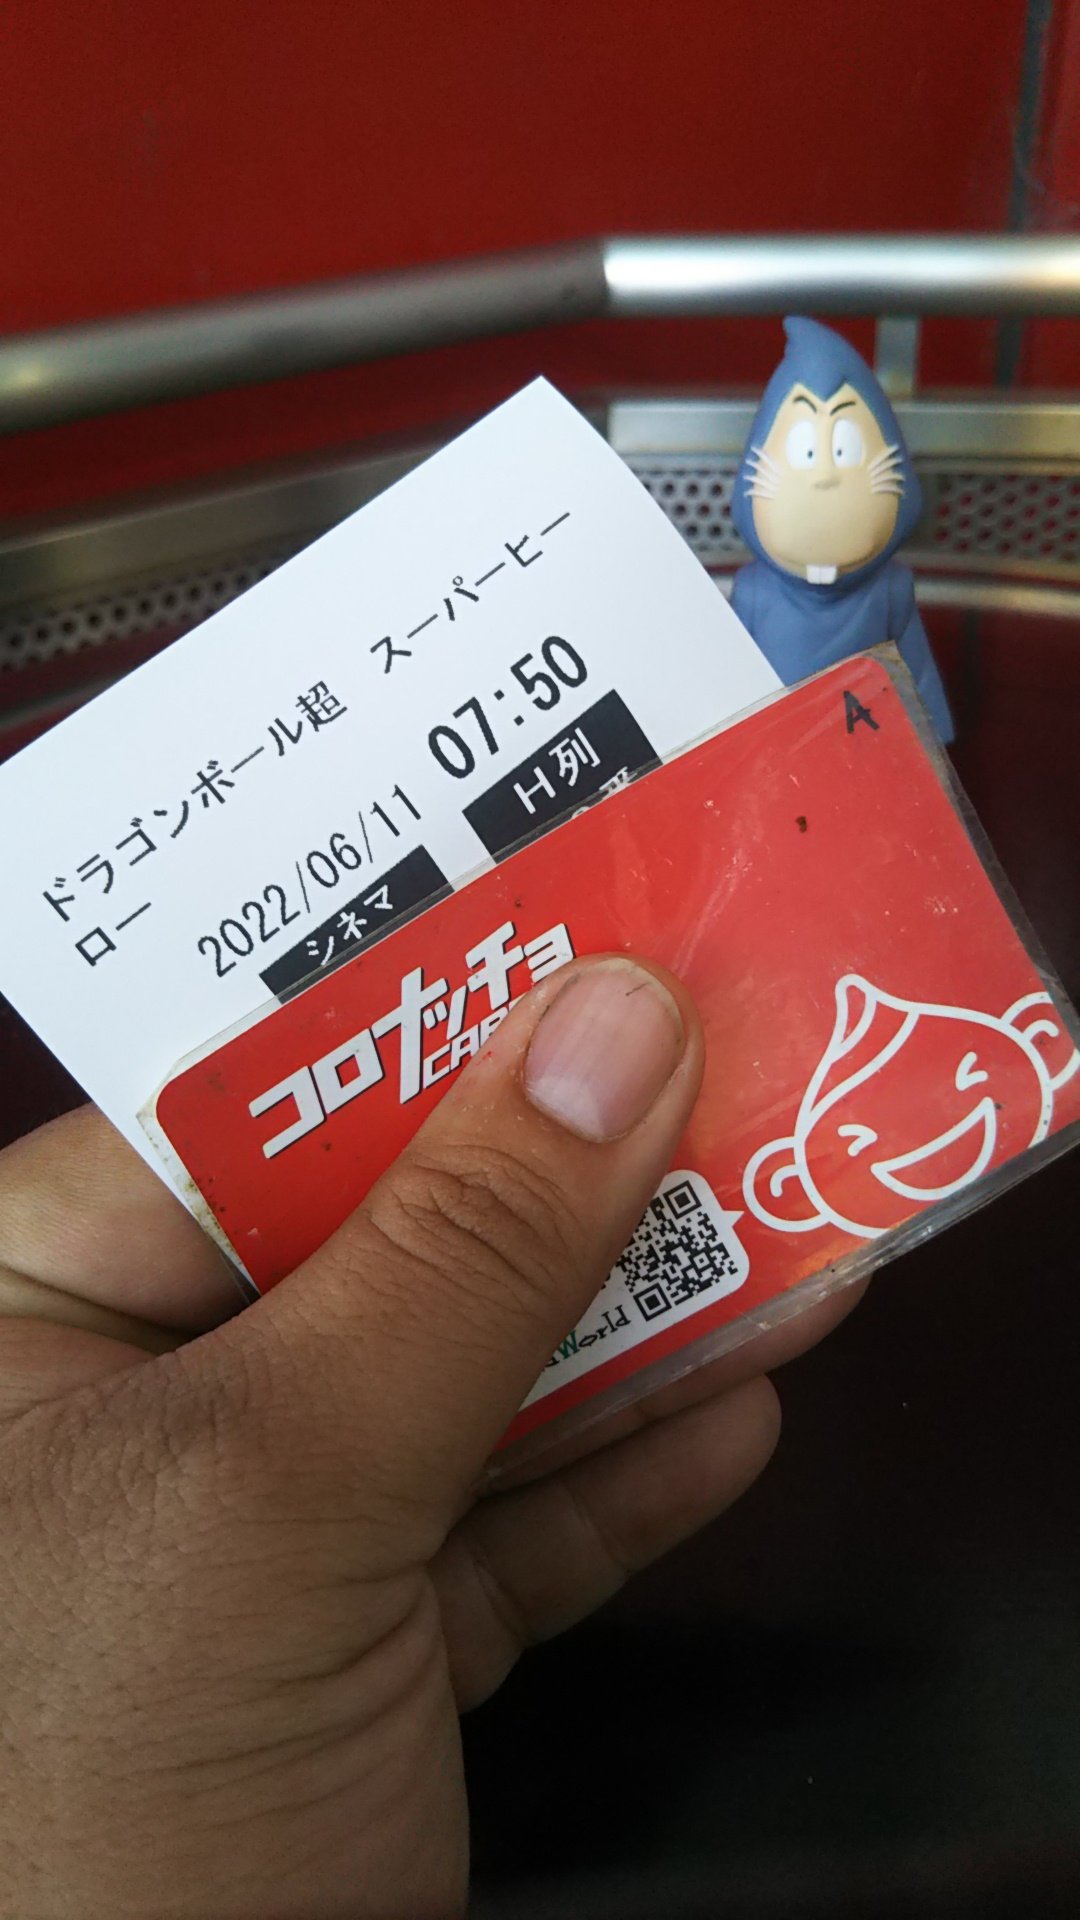 ドラゴンボール超　スーパーヒー
ロー
2022/06/11 07:50
シネマ
H列
コロナッチョ
World
A